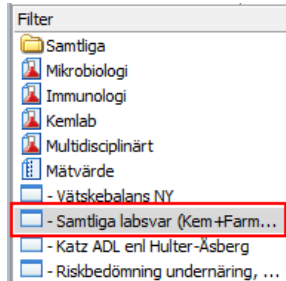 Filter
Samtliga
Mikrobiologi
Immunologi
Kemlab
Multidisciplinärt
Mätvärde
- Vätskebalans NY
- Samtliga labsvar (Kem+Farm...
- Katz ADL enl Hulter-Åsberg
- Riskbedömning undernäring, ...